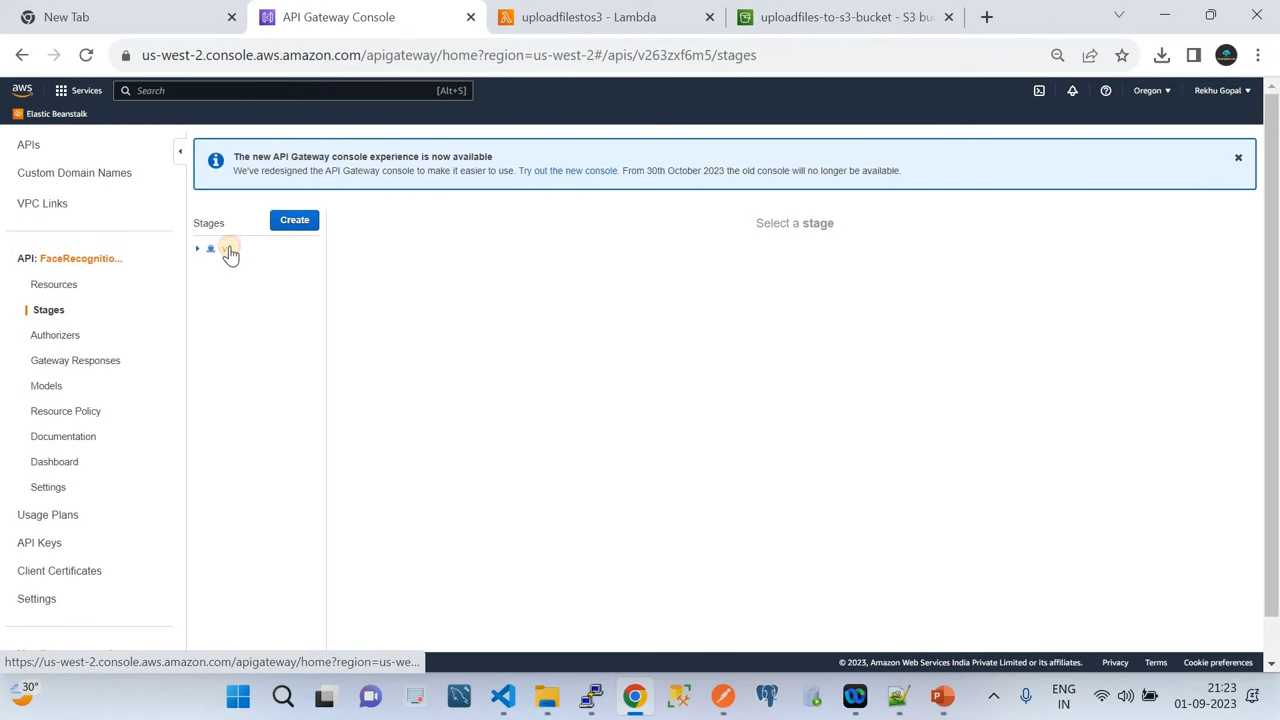 New Tab
API Gateway Console
uploadfilestos3 - Lambda
uploadfiles-to-s3-bucket - S3 bu
us-west-2.console.aws.amazon.com/apigateway/home?region=us-west-2#/apis/v263zxf6m5/stages
aws
Services
Search
[Alt+S]
Oregon
Rekhu Gopal
Elastic Beanstalk
APIs
Custom Domain Names
VPC Links
API: FaceRecognitio...
Resources
Stages
Authorizers
Gateway Responses
Models
Resource Policy
Documentation
Dashboard
Settings
Usage Plans
API Keys
Client Certificates
Settings
The new API Gateway console experience is now available
We've redesigned the API Gateway console to make it easier to use. Try out the new console. From 30th October 2023 the old console will no longer be available.
Stages
Create
Select a stage
https://us-west-2.console.aws.amazon.com/apigateway/home?region=us-we...
© 2023, Amazon Web Services India Private Limited or its affiliates.
Privacy
Terms
Cookie preferences
30°
ENG
IN
21:23
01-09-2023